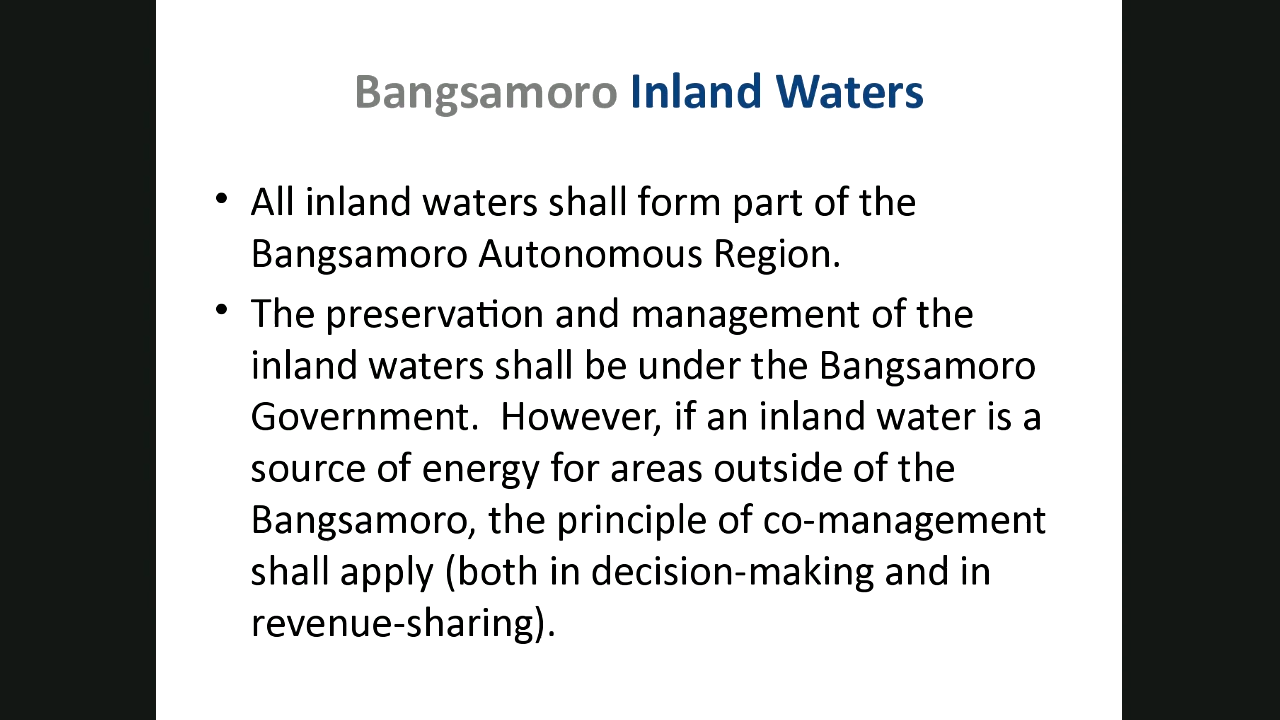 Bangsamoro Inland Waters
• All inland waters shall form part of the
Bangsamoro Autonomous Region.
• The preservation and management of the
inland waters shall be under the Bangsamoro
Government.  However, if an inland water is a
source of energy for areas outside of the
Bangsamoro, the principle of co-management
shall apply (both in decision-making and in
revenue-sharing).